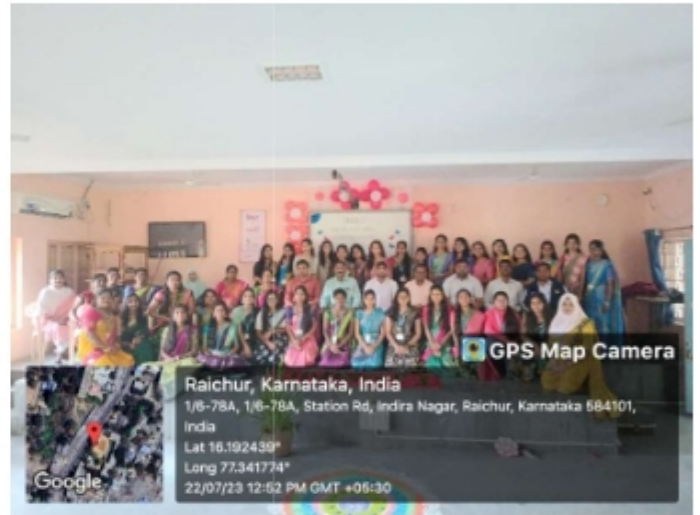 GPS Map Camera
Raichur, Karnataka, India
1/6-78A, 1/6-78A, Station Rd, Indira Nagar, Raichur, Karnataka 584101,
India
Lat 16.192439°
Long 77.341774°
22/07/23 12:52 PM GMT +05:30
Google